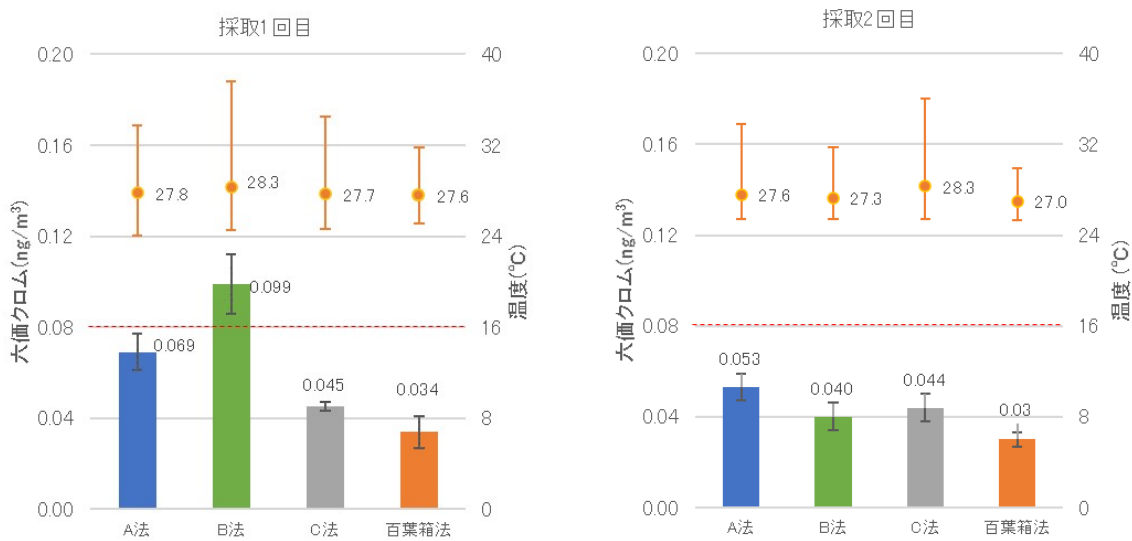 採取1回目
0.20
0.16
0.12
0.08
0.04
0.00
六価クロム(ng/m³)
40
32
24
16
8
0
温度(℃)
27.8
28.3
27.7
27.6
0.069
0.099
0.045
0.034
A法
B法
C法
百葉箱法
採取2回目
0.20
0.16
0.12
0.08
0.04
0.00
六価クロム(ng/m³)
40
32
24
16
8
0
温度(℃)
27.6
27.3
28.3
27.0
0.053
0.040
0.044
0.03
A法
B法
C法
百葉箱法